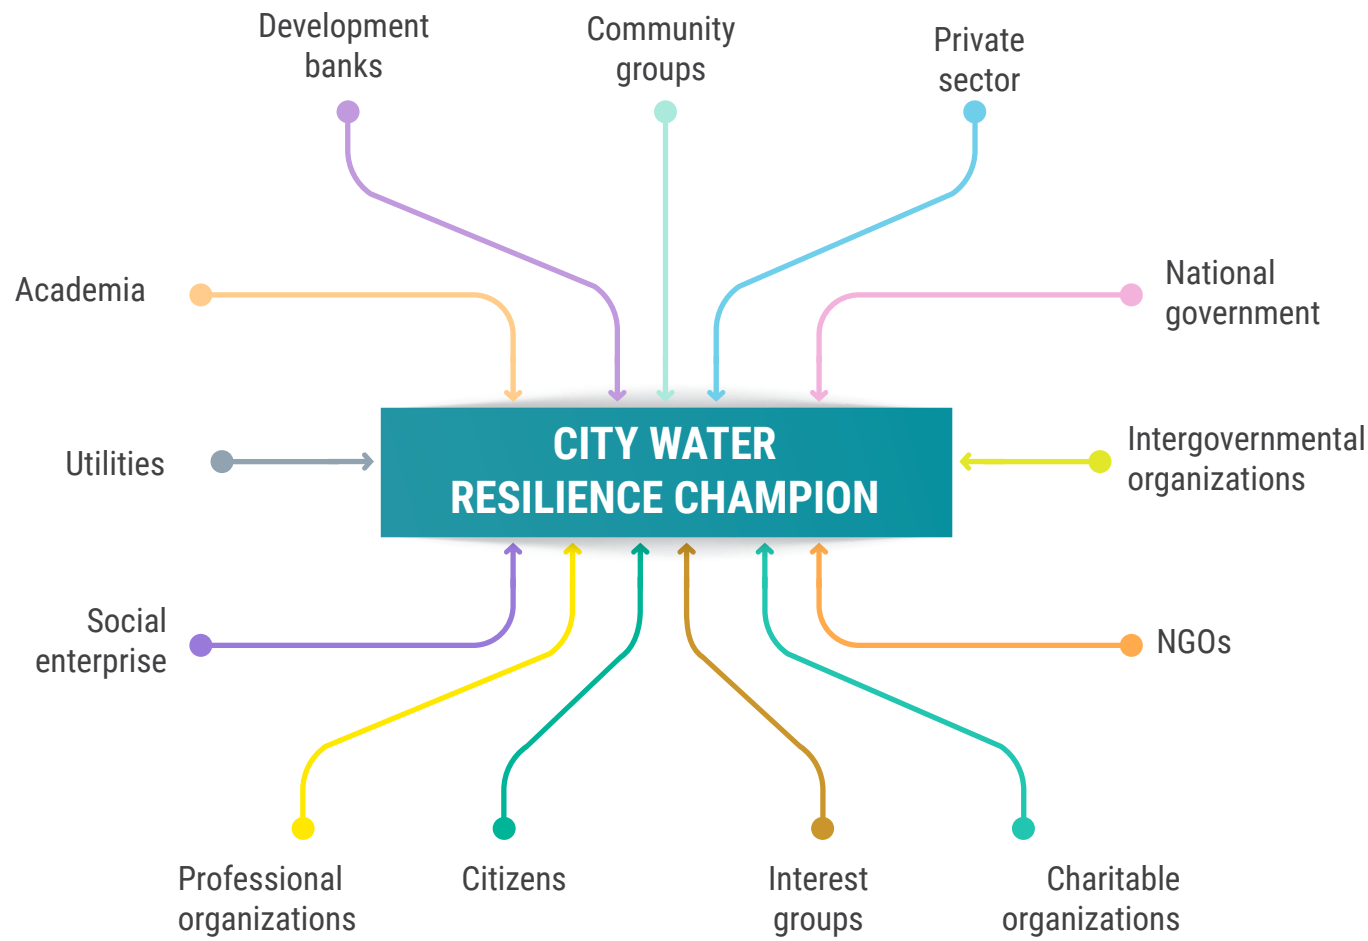 Development
banks
Community
groups
Private
sector
Academia
National
government
CITY WATER
RESILIENCE CHAMPION
Utilities
Intergovernmental
organizations
Social
enterprise
NGOs
Professional
organizations
Citizens
Interest
groups
Charitable
organizations